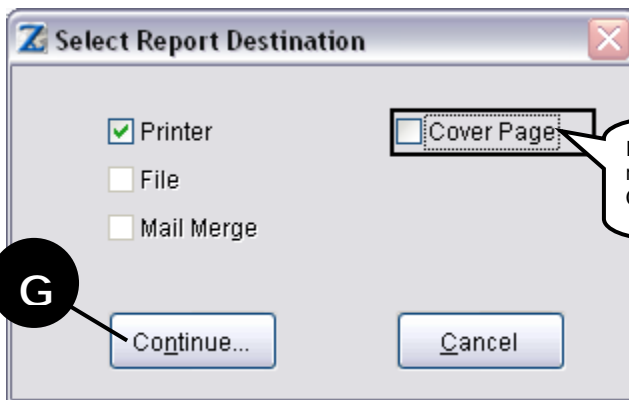 Select Report Destination
Printer
Cover Page
File
Mail Merge
G
Continue...
Cancel